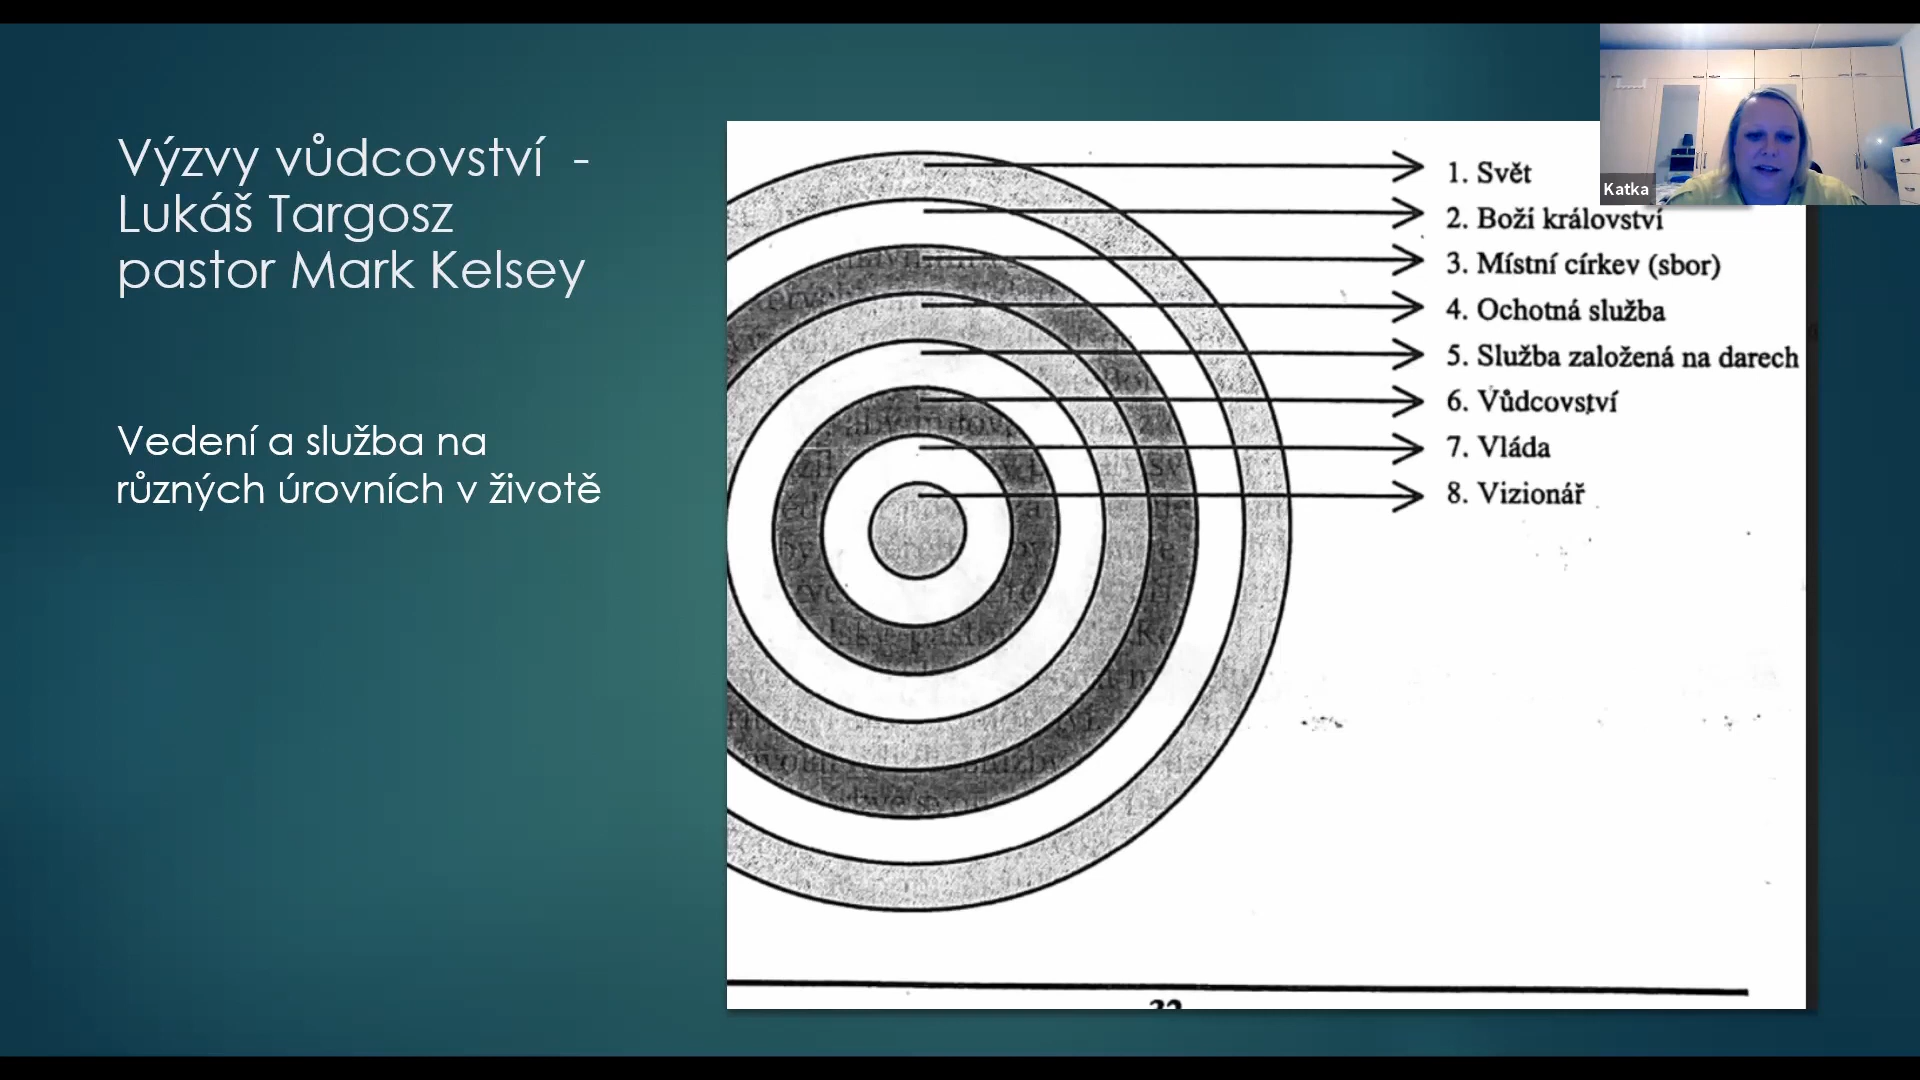 Výzvy vůdcovství -
Lukáš Targosz
pastor Mark Kelsey
Vedení a služba na
různých úrovních v životě
1. Svět
2. Boží království
3. Místní církev (sbor)
4. Ochotná služba
5. Služba založená na darech
6. Vůdcovství
7. Vláda
8. Vizionář
Katka